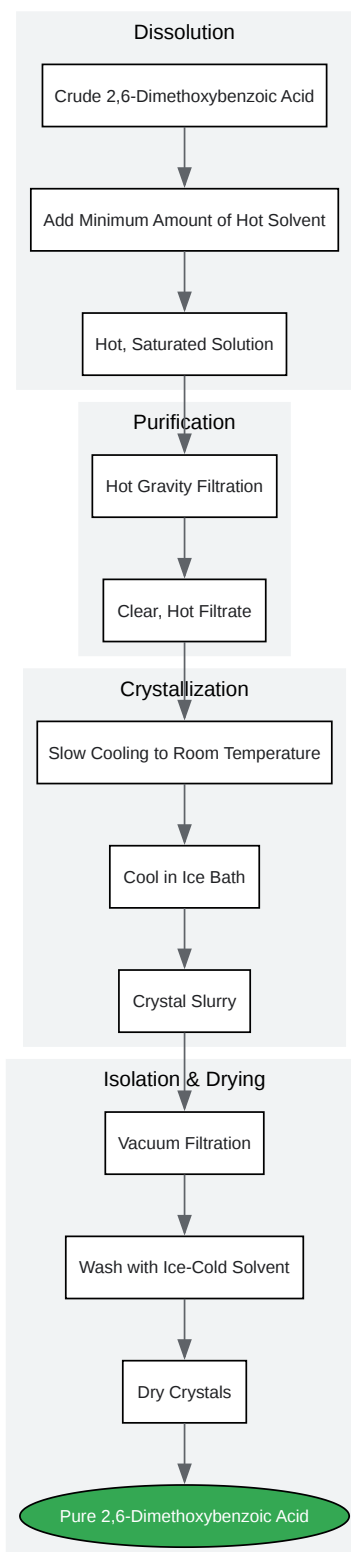 Dissolution
Crude 2,6-Dimethoxybenzoic Acid
Add Minimum Amount of Hot Solvent
Hot, Saturated Solution
Purification
Hot Gravity Filtration
Clear, Hot Filtrate
Crystallization
Slow Cooling to Room Temperature
Cool in Ice Bath
Crystal Slurry
Isolation & Drying
Vacuum Filtration
Wash with Ice-Cold Solvent
Dry Crystals
Pure 2,6-Dimethoxybenzoic Acid